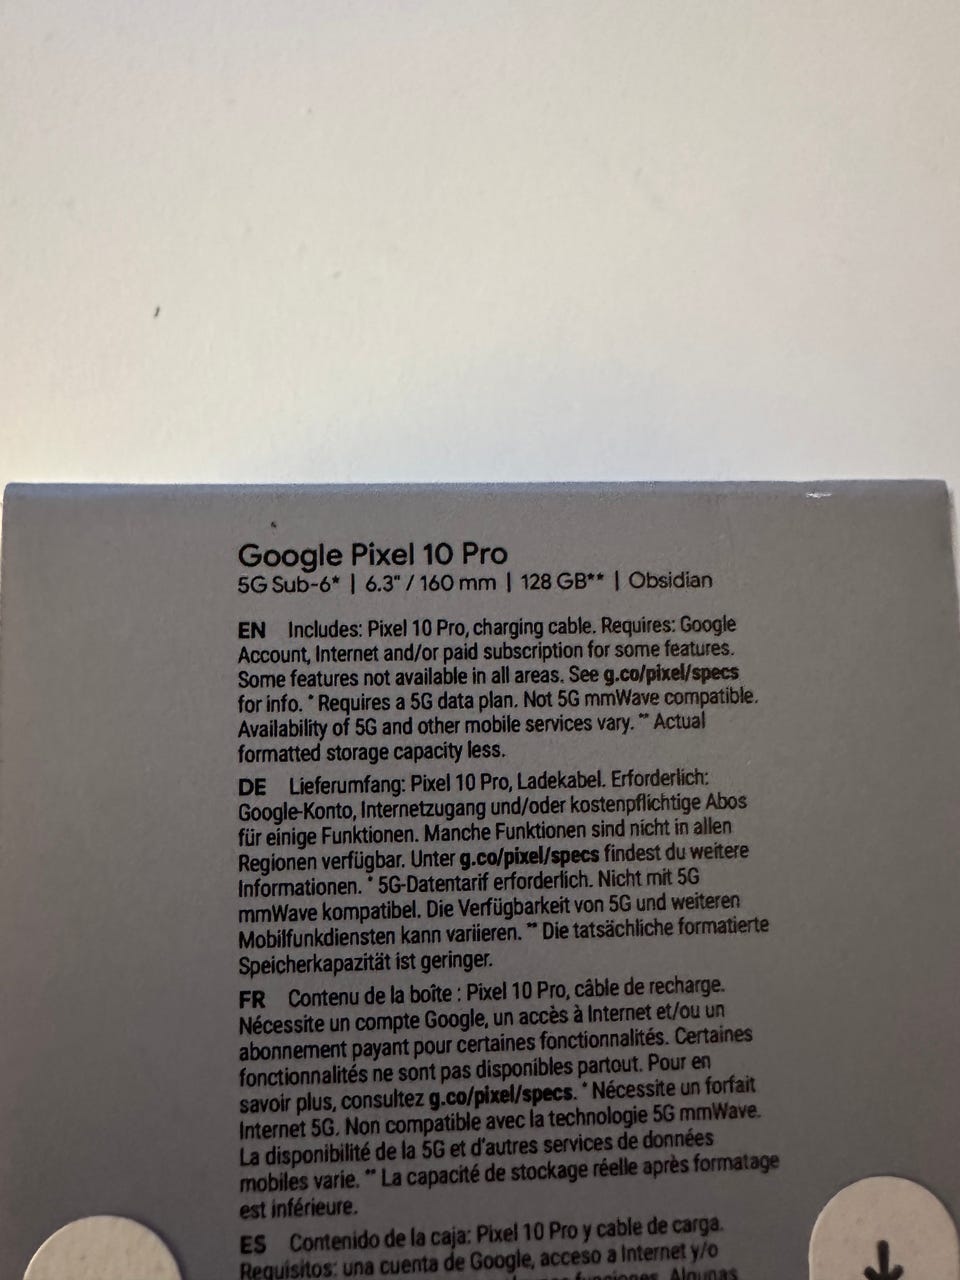 Google Pixel 10 Pro
5G Sub-6* | 6.3" / 160 mm | 128 GB** | Obsidian
EN Includes: Pixel 10 Pro, charging cable. Requires: Google
Account, Internet and/or paid subscription for some features.
Some features not available in all areas. See g.co/pixel/specs
for info. * Requires a 5G data plan. Not 5G mmWave compatible.
Availability of 5G and other mobile services vary. ** Actual
formatted storage capacity less.
DE Lieferumfang: Pixel 10 Pro, Ladekabel. Erforderlich:
Google-Konto, Internetzugang und/oder kostenpflichtige Abos
für einige Funktionen. Manche Funktionen sind nicht in allen
Regionen verfügbar. Unter g.co/pixel/specs findest du weitere
Informationen. * 5G-Datentarif erforderlich. Nicht mit 5G
mmWave kompatibel. Die Verfügbarkeit von 5G und weiteren
Mobilfunkdiensten kann variieren. ** Die tatsächliche formatierte
Speicherkapazität ist geringer.
FR Contenu de la boîte : Pixel 10 Pro, câble de recharge.
Nécessite un compte Google, un accès à Internet et/ou un
abonnement payant pour certaines fonctionnalités. Certaines
fonctionnalités ne sont pas disponibles partout. Pour en
savoir plus, consultez g.co/pixel/specs. * Nécessite un forfait
Internet 5G. Non compatible avec la technologie 5G mmWave.
La disponibilité de la 5G et d'autres services de données
mobiles varie. ** La capacité de stockage réelle après formatage
est inférieure.
ES Contenido de la caja: Pixel 10 Pro y cable de carga.
Requisitos: una cuenta de Google, acceso a Internet y/o
funciones. Algunas